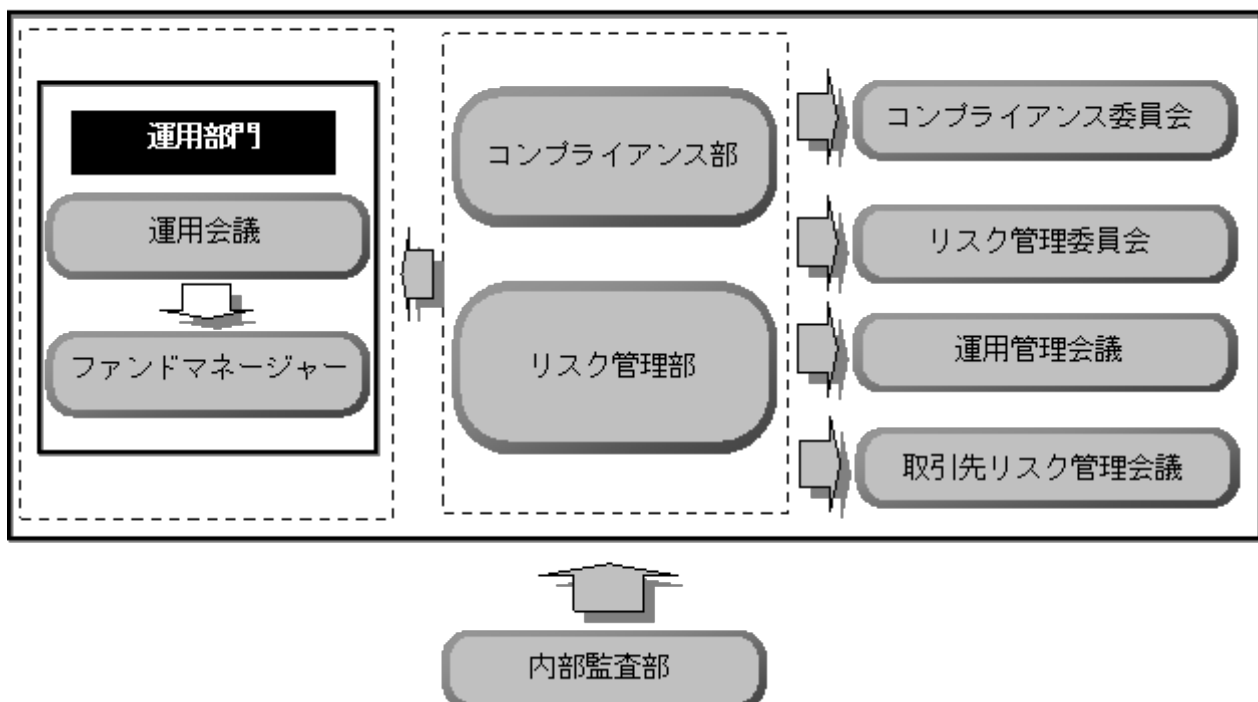 運用部門
運用会議
ファンドマネージャー
コンプライアンス部
リスク管理部
コンプライアンス委員会
リスク管理委員会
運用管理会議
取引先リスク管理会議
内部監査部